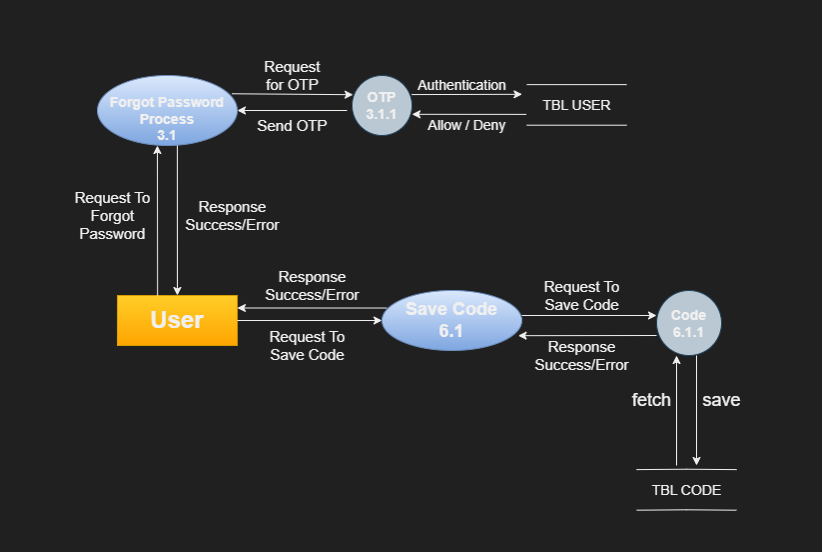 Request
for OTP
Forgot Password
Process
3.1
Send OTP
OTP
3.1.1
Authentication
Allow / Deny
TBL USER
Request To
Forgot
Password
Response
Success/Error
User
Response
Success/Error
Request To
Save Code
Save Code
6.1
Request To
Save Code
Response
Success/Error
Code
6.1.1
fetch
save
TBL CODE